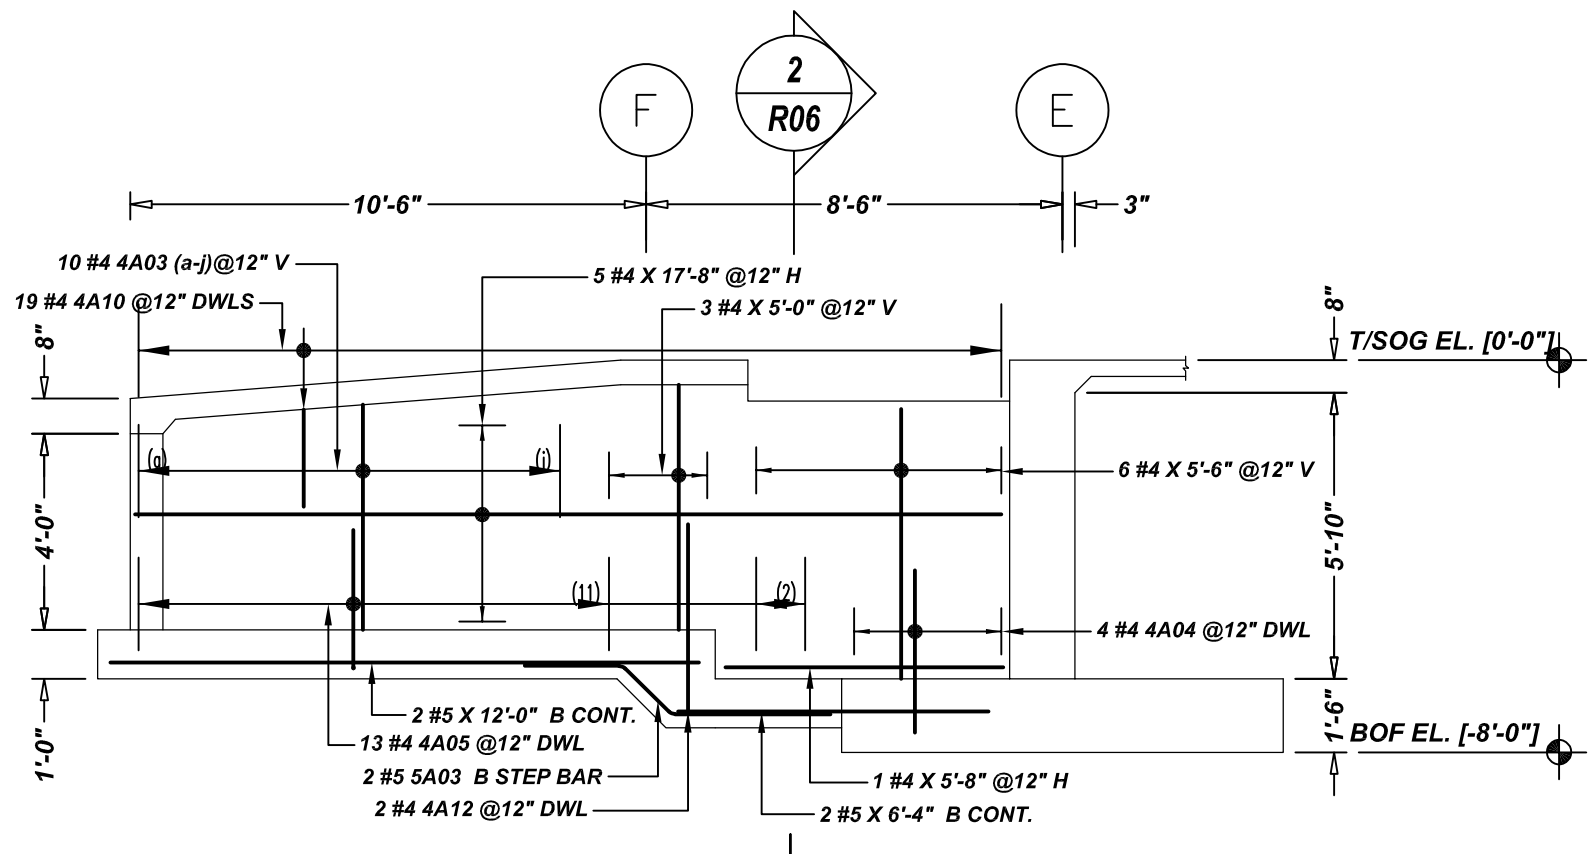 2
F
E
R06
10'-6"
8'-6"
3"
10 #4 4A03 (a-j)@12" V
5 #4 X 17'-8" @12" H
19 #4 4A10 @12" DWLS
3 #4 X 5'-0" @12" V
8"
8"
T/SOG EL. [0'-0"]
(a)
(j)
6 #4 X 5'-6" @12" V
4'-0"
5'-10"
(11)
(2)
4 #4 4A04 @12" DWL
2 #5 X 12'-0" B CONT.
1'-0"
1'-6"
BOF EL. [-8'-0"]
13 #4 4A05 @12" DWL
2 #5 5A03 B STEP BAR
1 #4 X 5'-8" @12" H
2 #4 4A12 @12" DWL
2 #5 X 6'-4" B CONT.